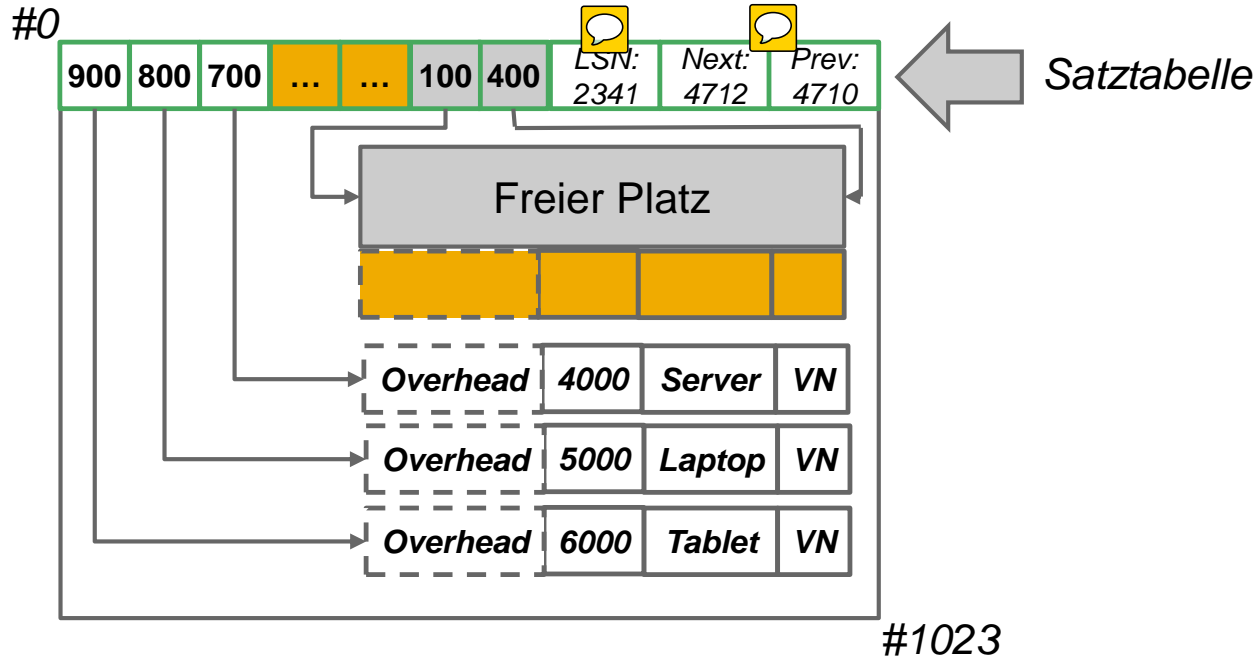 #0
900 800 700 ... ... 100 400 LSN: 2341 Next: 4712 Prev: 4710
Satztabelle
Freier Platz
Overhead 4000 Server VN
Overhead 5000 Laptop VN
Overhead 6000 Tablet VN
#1023